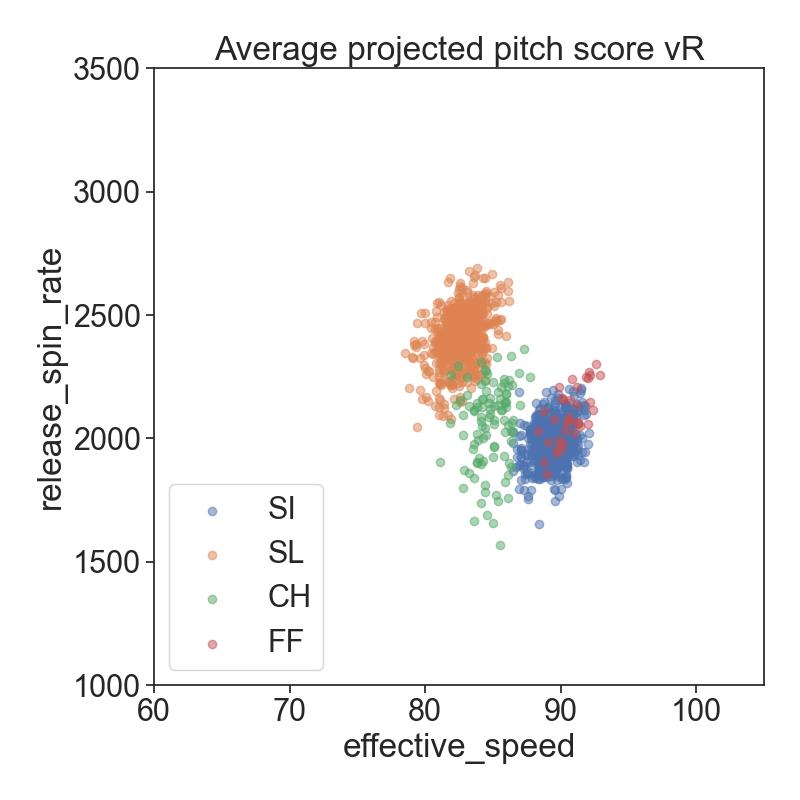 Average projected pitch score vR
3500
3000
2500
2000
1500
1000
release_spin_rate
SI
SL
CH
FF
60 70 80 90 100
effective_speed